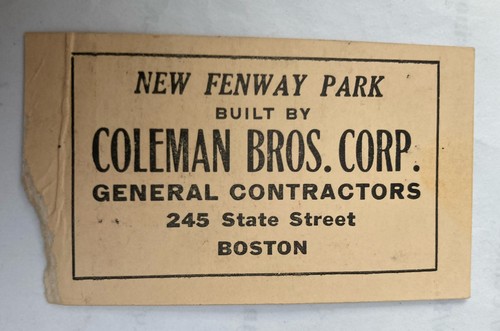 NEW FENWAY PARK
BUILT BY
COLEMAN BROS. CORP.
GENERAL CONTRACTORS
245 State Street
BOSTON